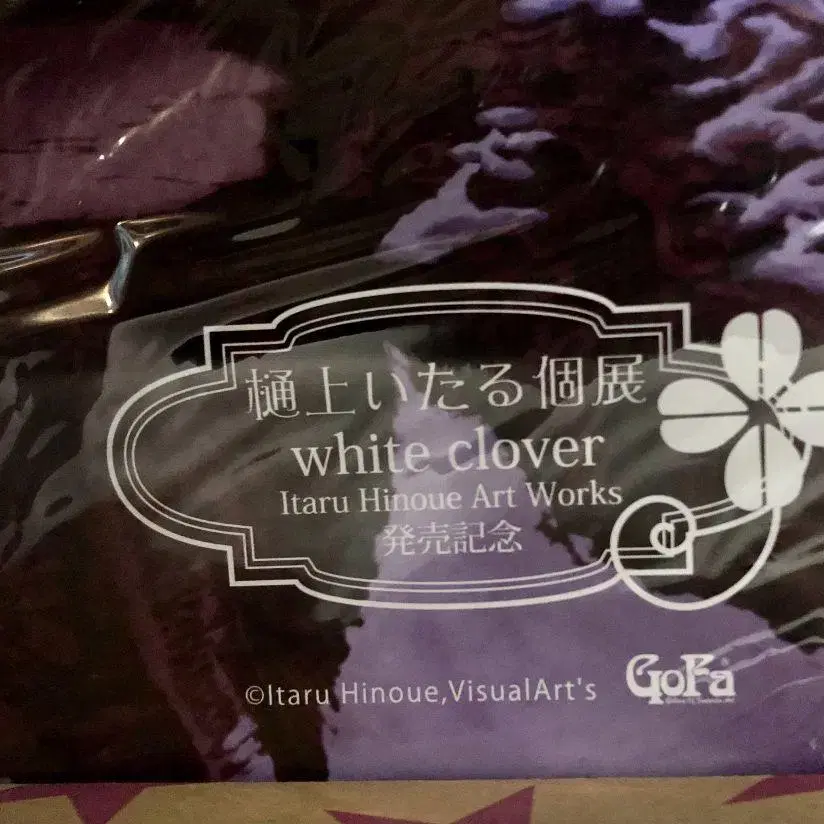 樋上いたる個展
white clover
Itaru Hinoue Art Works
発売記念
©Itaru Hinoue,VisualArt's
GoFa